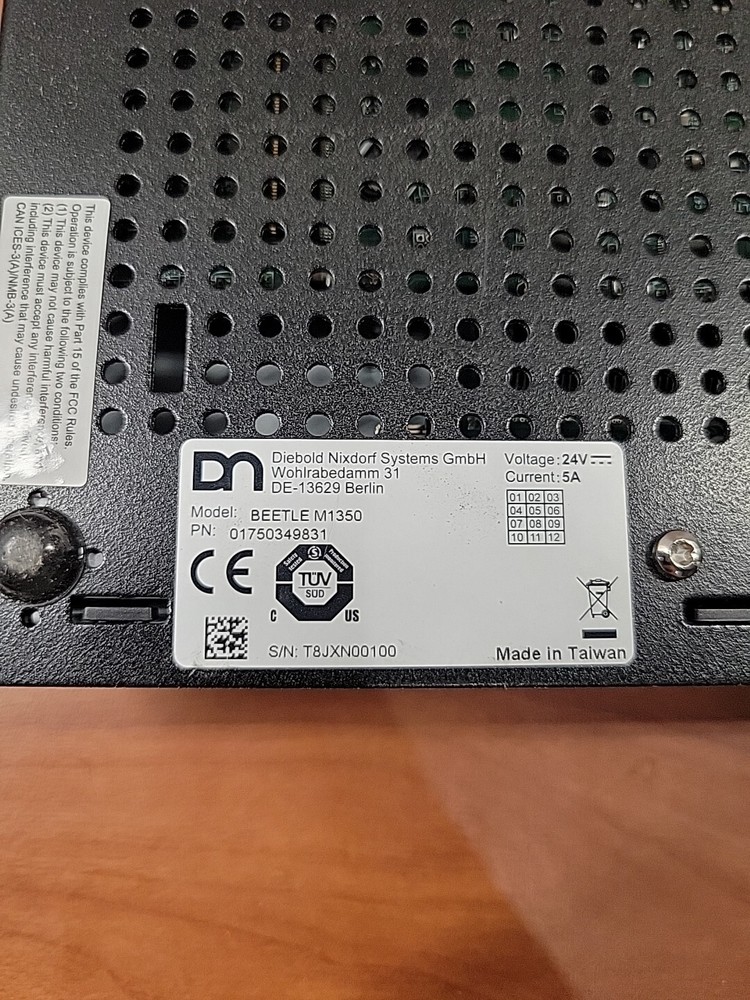 This device complies with Part 15 of the FCC Rules.
Operation is subject to the following two conditions:
(1) This device may not cause harmful interference,
(2) This device must accept any interference
including interference that may cause
CAN ICES-3(A)/NMB-3(A)
DN
Diebold Nixdorf Systems GmbH
Wohlrabedamm 31
DE-13629 Berlin
Voltage: 24V
Current: 5A
Model: BEETLE M1350
PN: 01750349831
01 02 03
04 05 06
07 08 09
10 11 12
CE
TÜV
SÜD
C US
S/N: T8JXN00100
Made in Taiwan